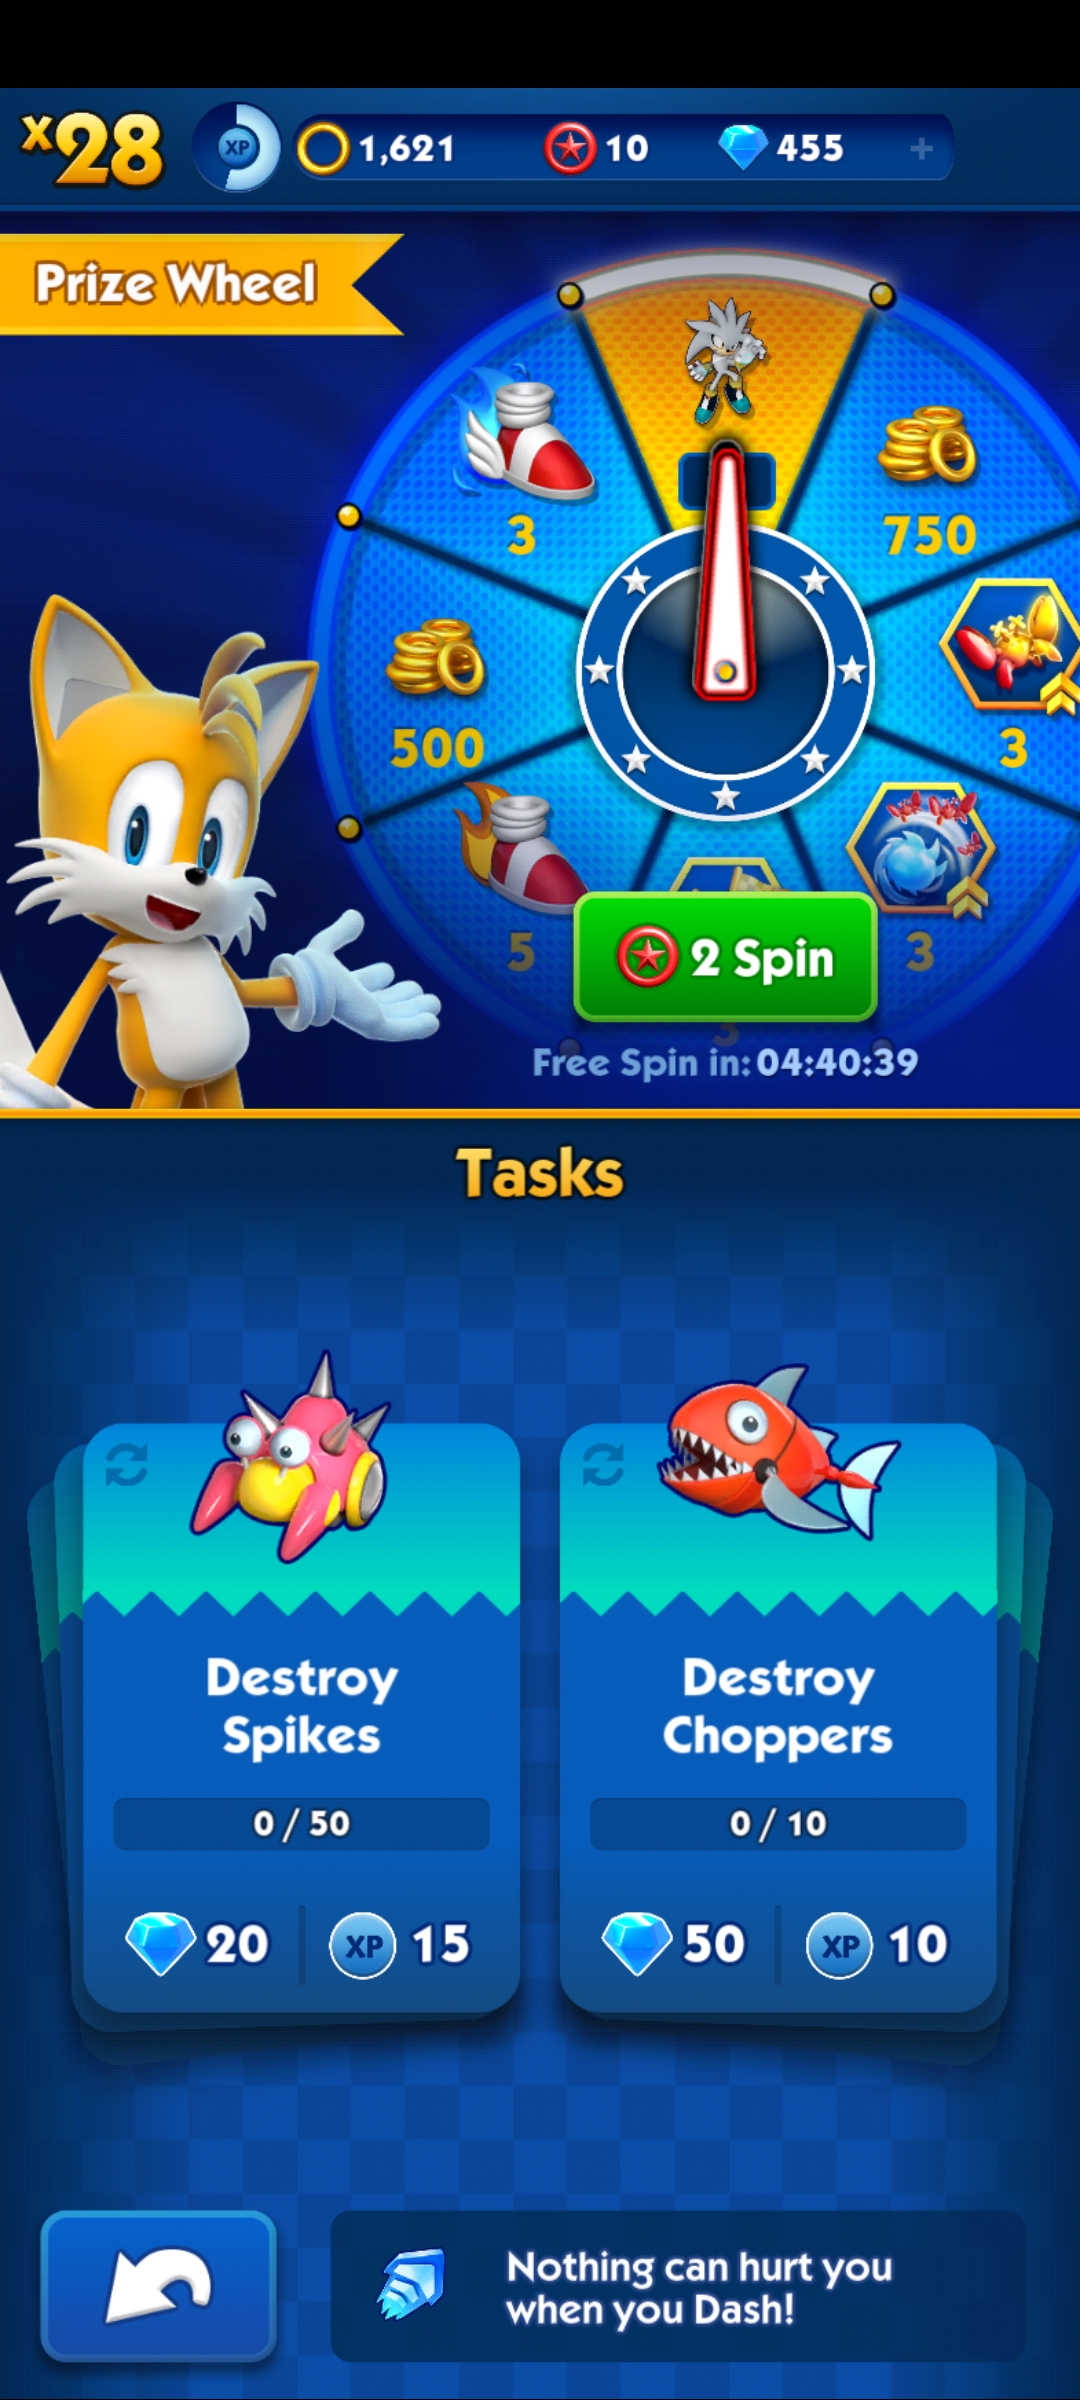 x28
XP
1,621
10
455
+
Prize Wheel
3
750
500
3
5
3
2 Spin
3
Free Spin in: 04:40:39
Tasks
Destroy
Spikes
0 / 50
20
XP
15
Destroy
Choppers
0 / 10
50
XP
10
Nothing can hurt you
when you Dash!